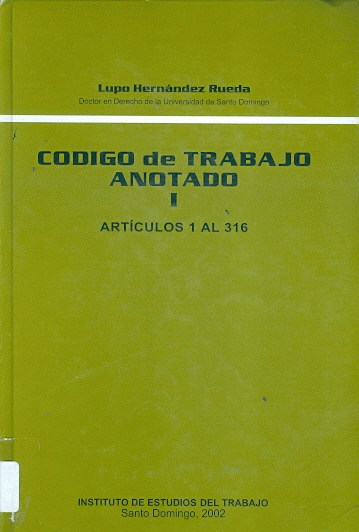 Lupo Hernández Rueda
Doctor en Derecho de la Universidad de Santo Domingo
CODIGO de TRABAJO
ANOTADO
I
ARTÍCULOS 1 AL 316
INSTITUTO DE ESTUDIOS DEL TRABAJO
Santo Domingo, 2002